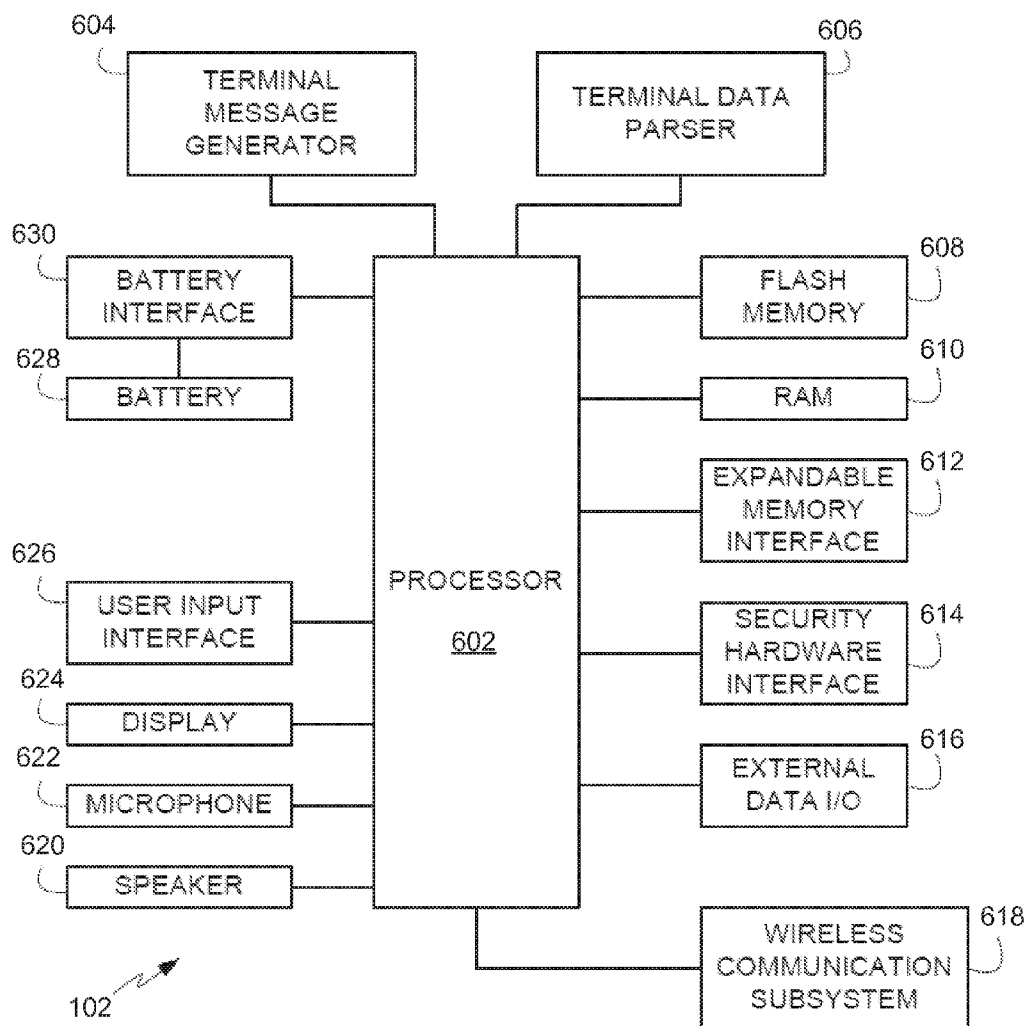 604
TERMINAL
MESSAGE
GENERATOR
606
TERMINAL DATA
PARSER
630
BATTERY
INTERFACE
628
BATTERY
626
USER INPUT
INTERFACE
624
DISPLAY
622
MICROPHONE
620
SPEAKER
PROCESSOR
602
608
FLASH
MEMORY
610
RAM
612
EXPANDABLE
MEMORY
INTERFACE
614
SECURITY
HARDWARE
INTERFACE
616
EXTERNAL
DATA I/O
618
WIRELESS
COMMUNICATION
SUBSYSTEM
102